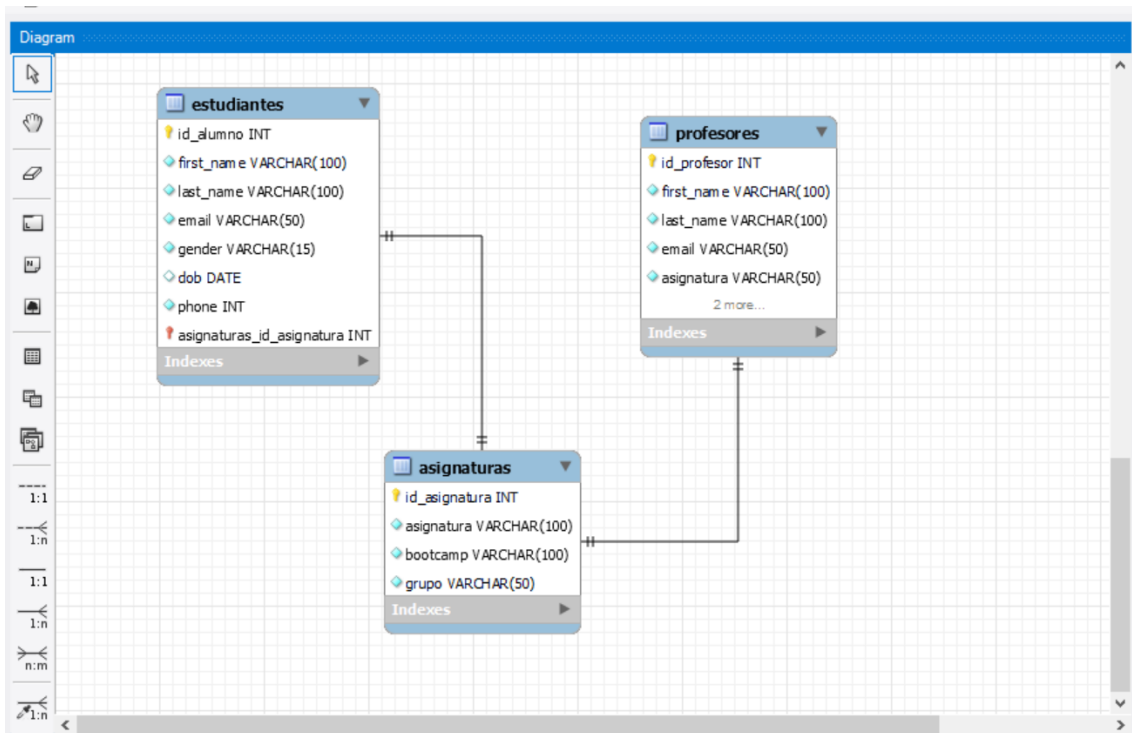 Diagram
estudiantes
id_alumno INT
first_name VARCHAR(100)
last_name VARCHAR(100)
email VARCHAR(50)
gender VARCHAR(15)
dob DATE
phone INT
asignaturas_id_asignatura INT
Indexes
profesores
id_profesor INT
first_name VARCHAR(100)
last_name VARCHAR(100)
email VARCHAR(50)
asignatura VARCHAR(50)
2 more...
Indexes
asignaturas
id_asignatura INT
asignatura VARCHAR(100)
bootcamp VARCHAR(100)
grupo VARCHAR(50)
Indexes
1:1
1:n
1:1
1:n
n:m
1:n